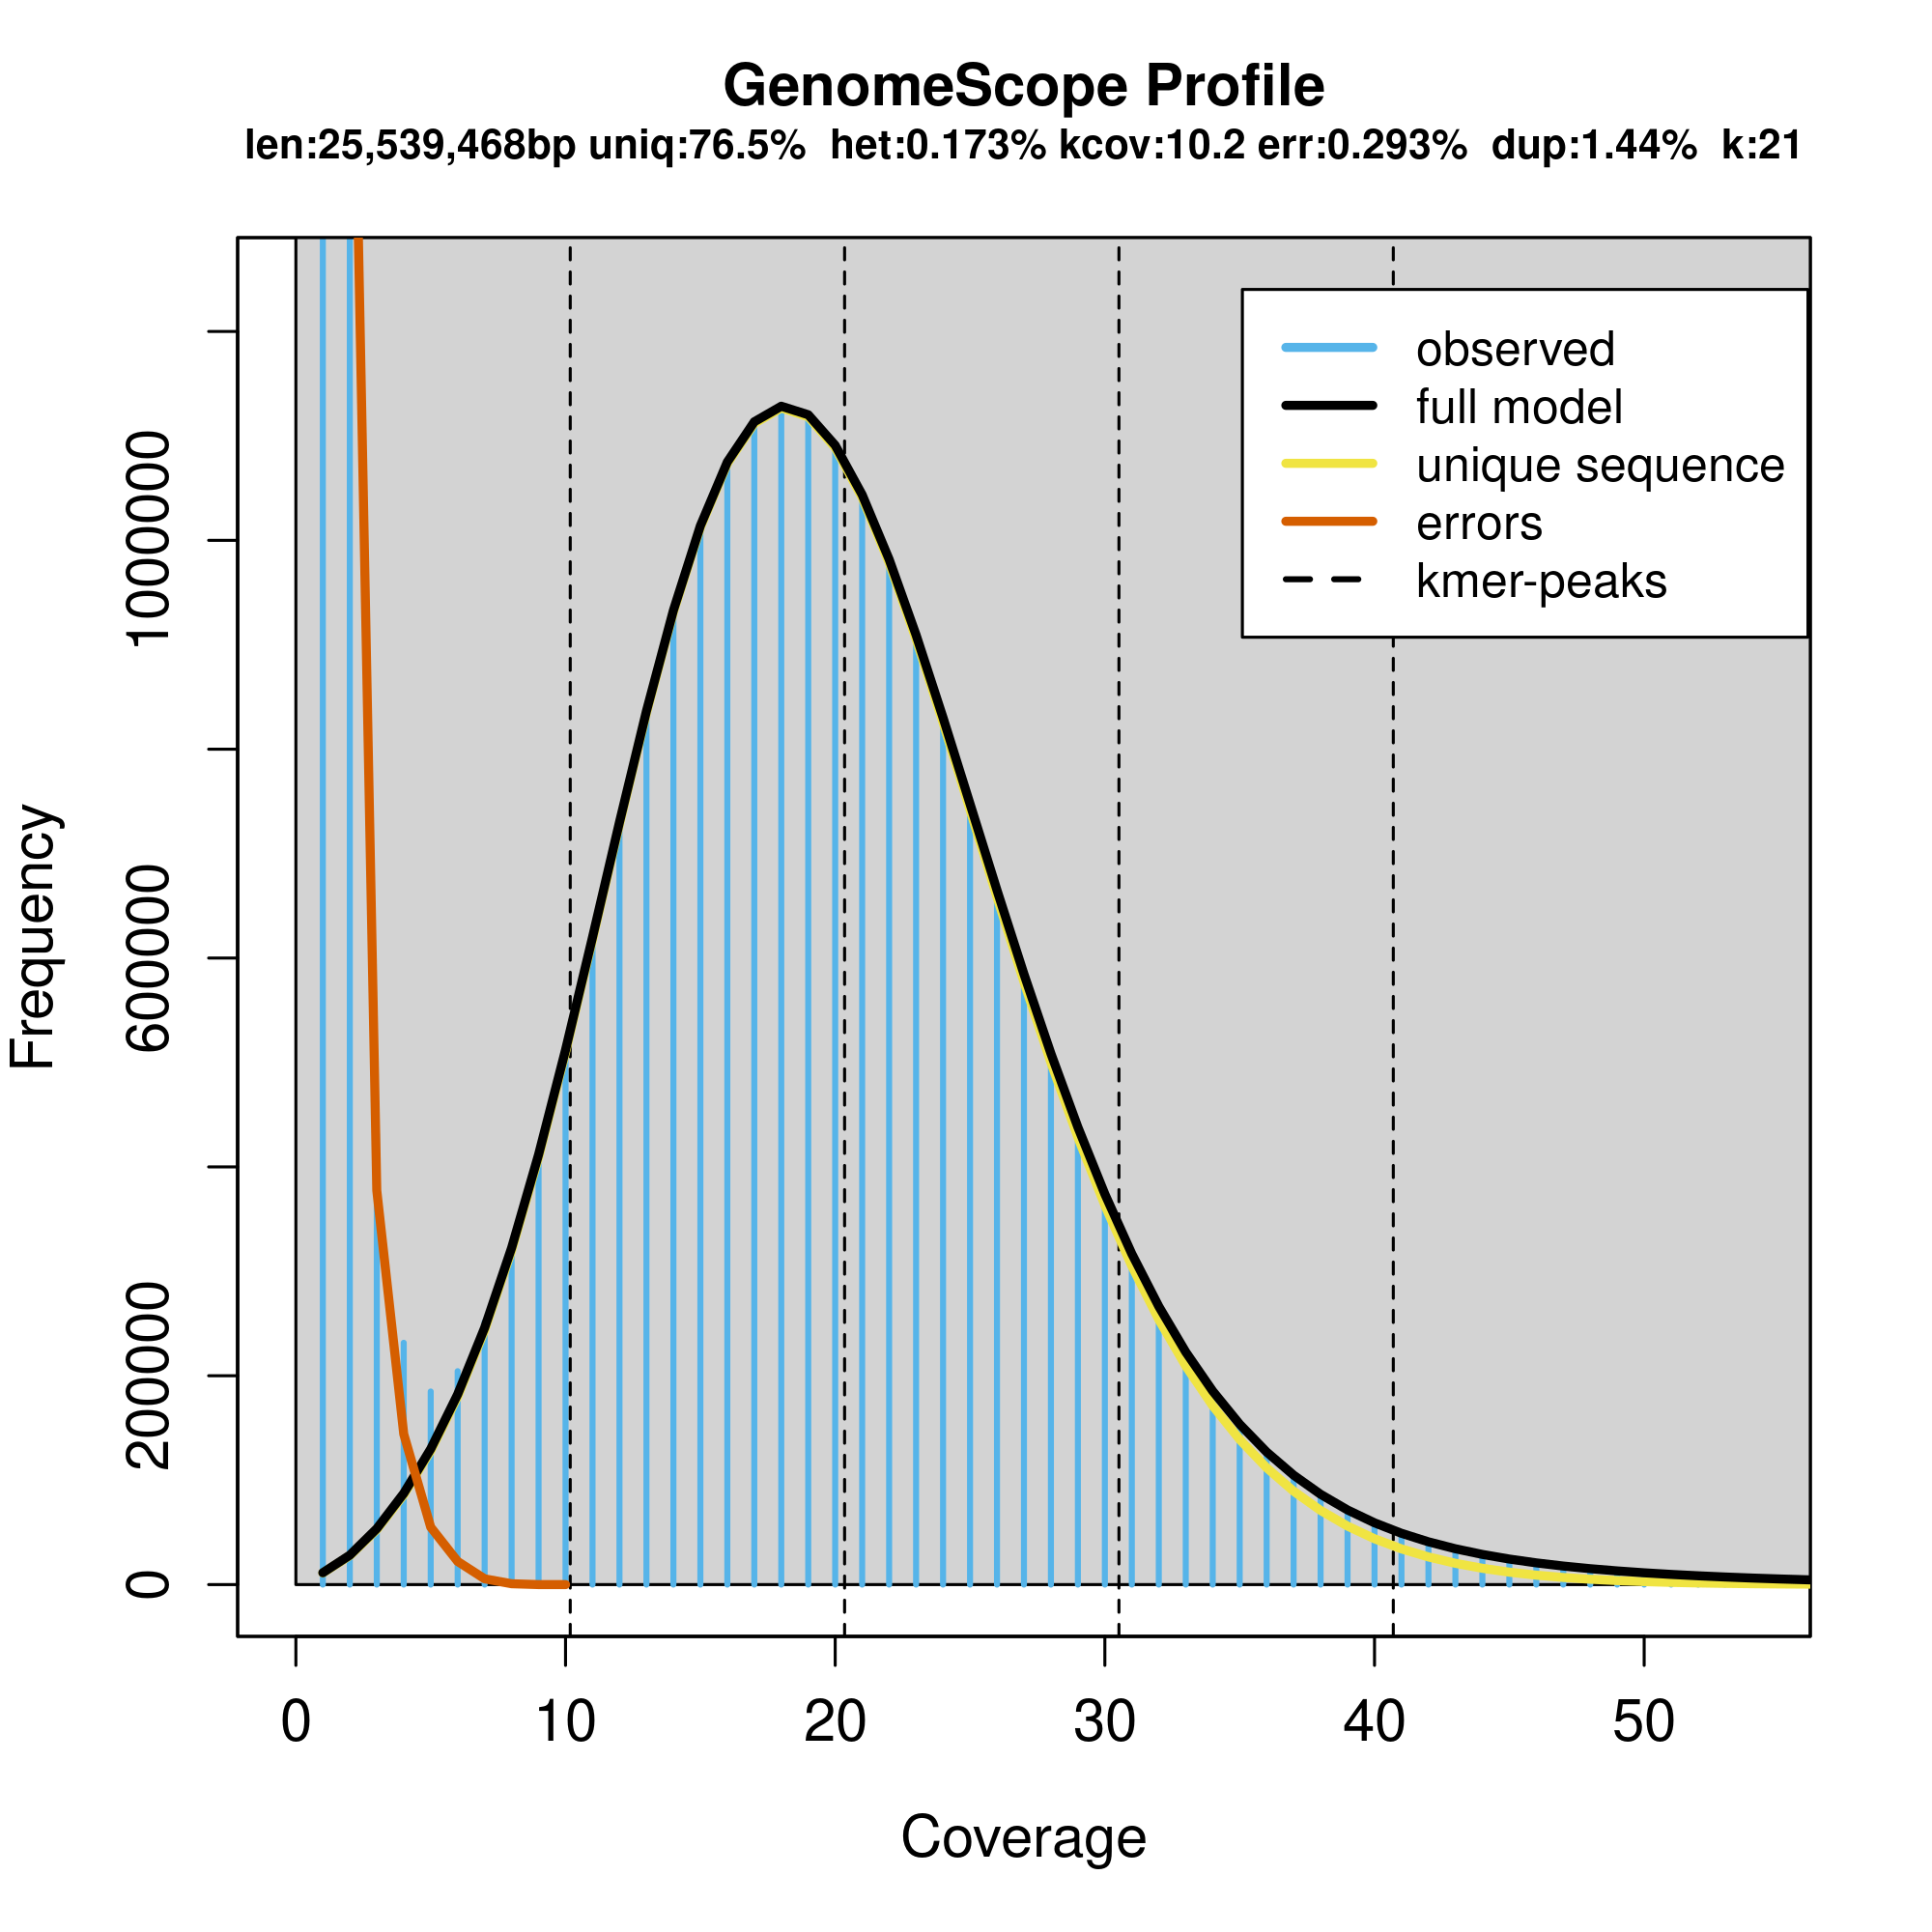 GenomeScope Profile
len:25,539,468bp uniq:76.5% het:0.173% kcov:10.2 err:0.293% dup:1.44% k:21
observed
full model
unique sequence
errors
kmer-peaks
Frequency
1000000
600000
200000
0
0 10 20 30 40 50
Coverage